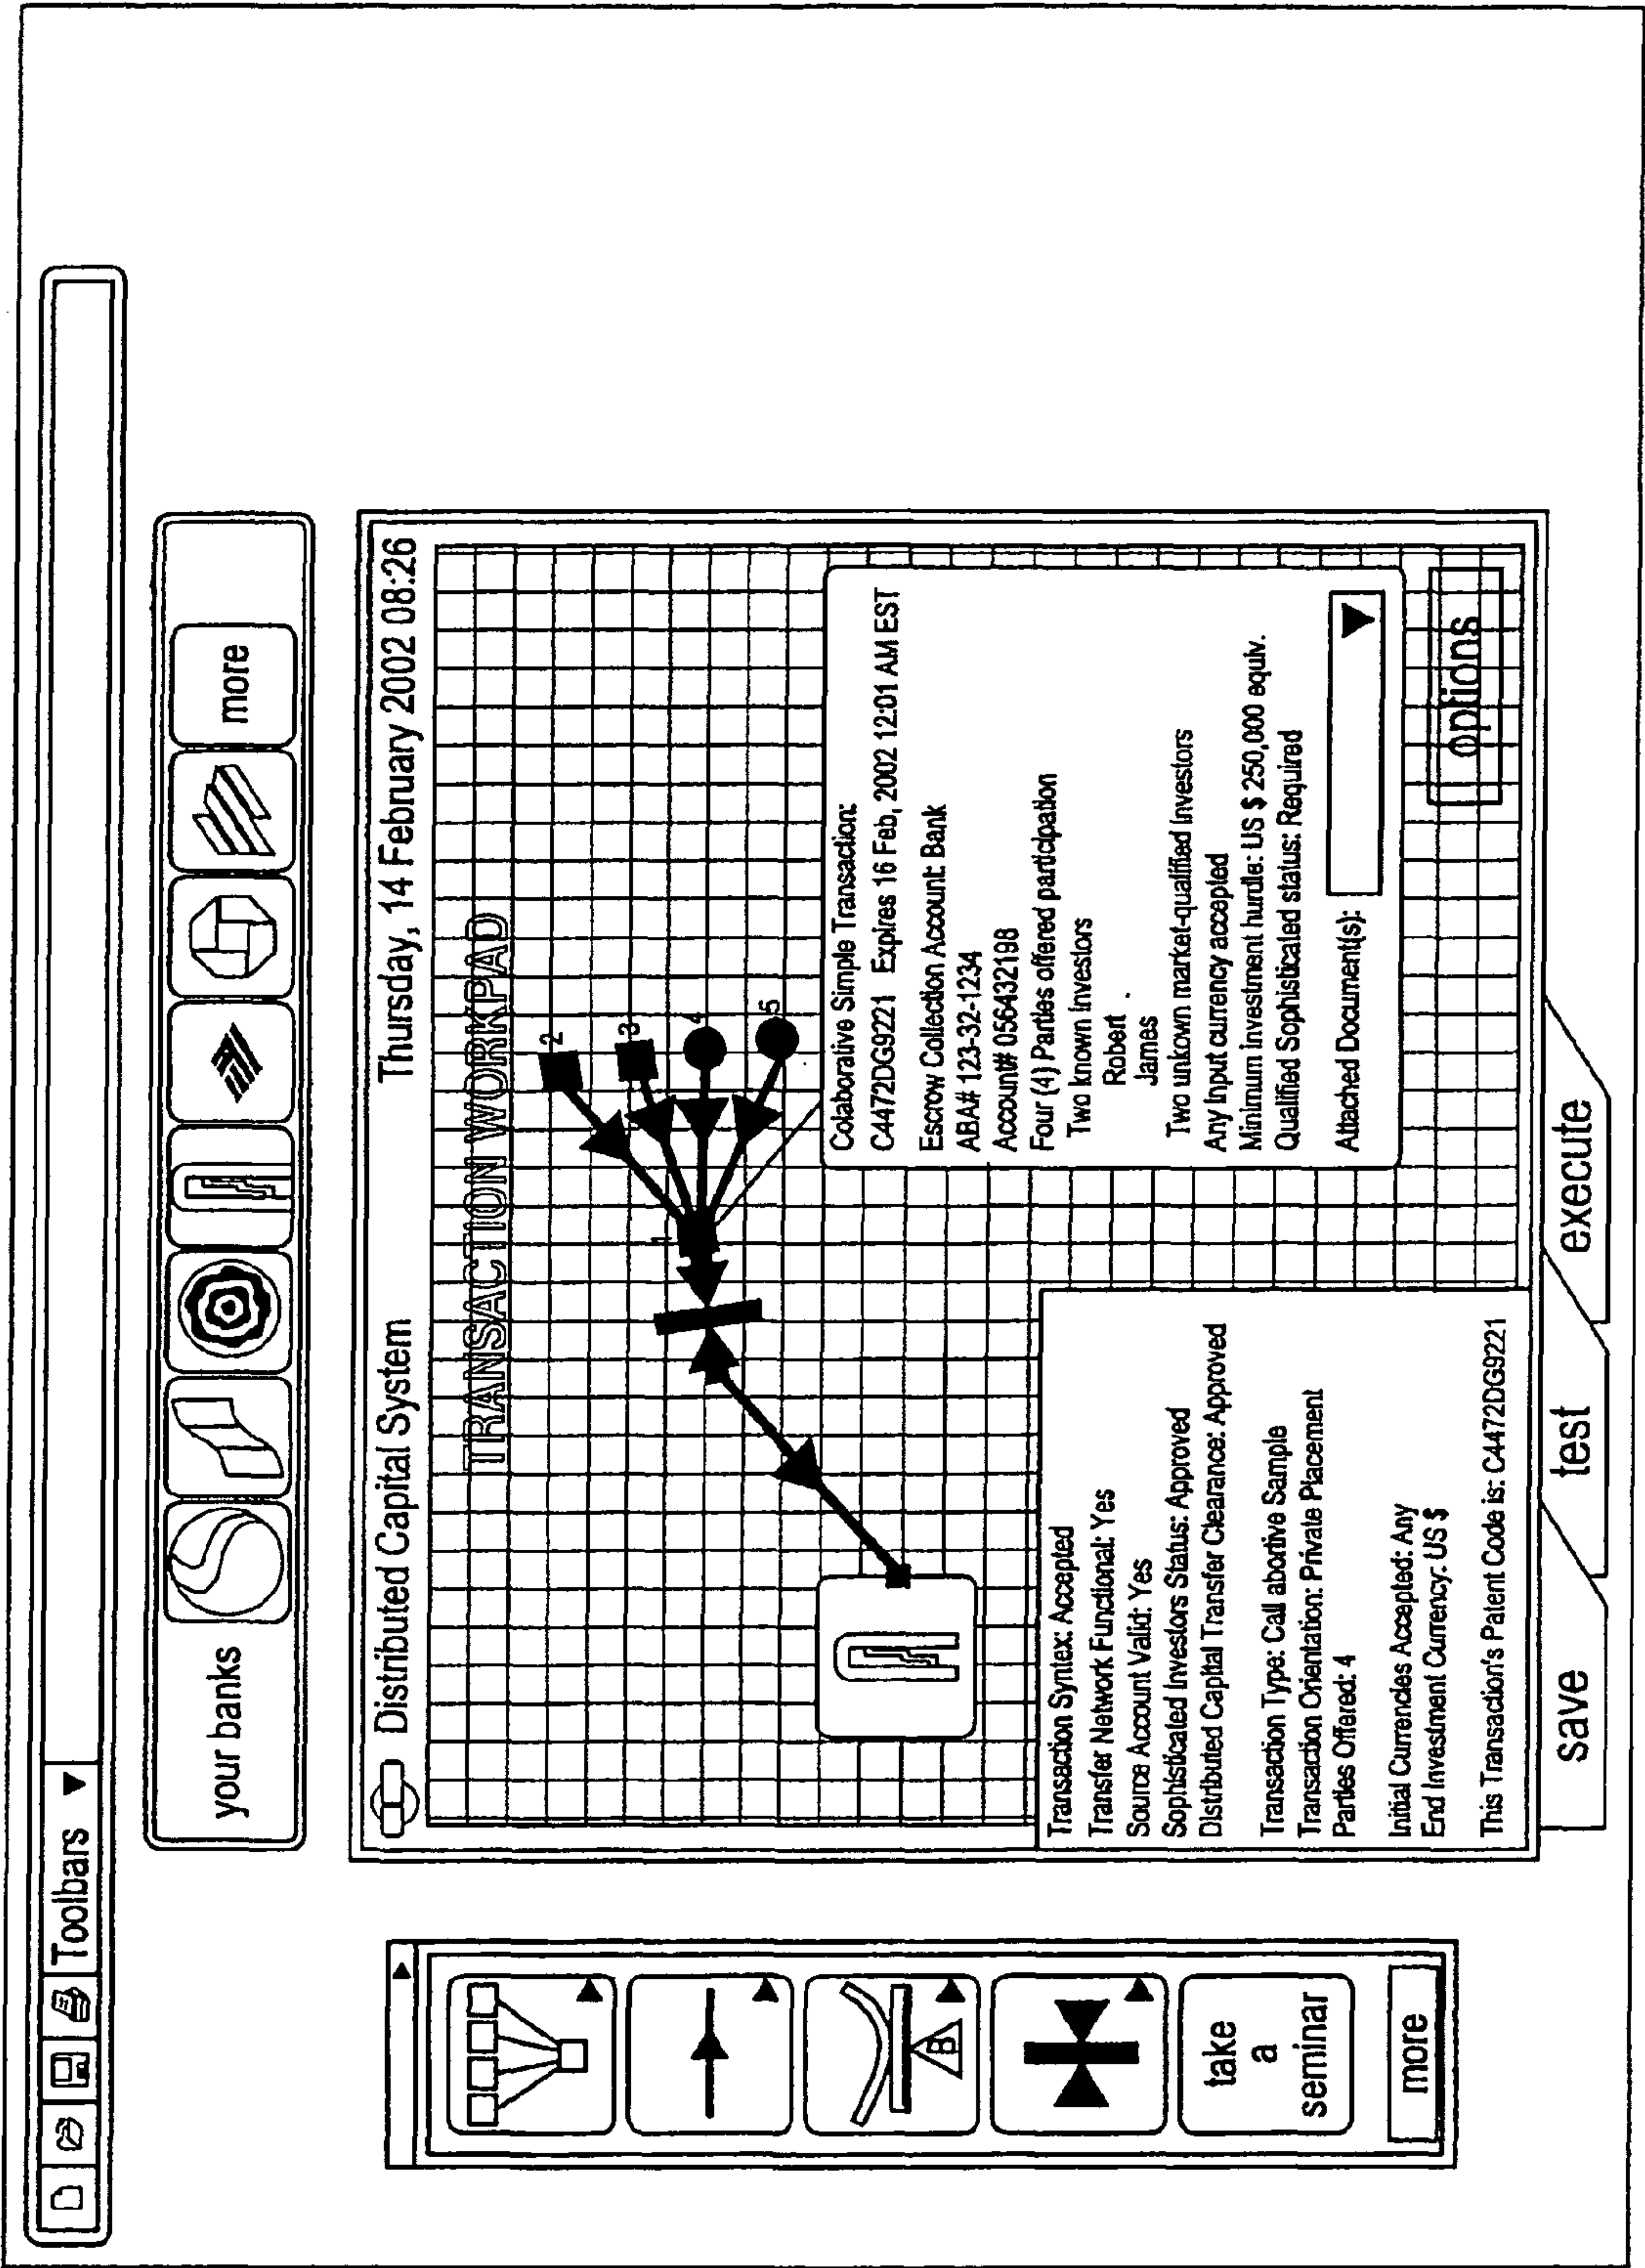 Toolbars
your banks
more
Distributed Capital System
Thursday, 14 February 2002 08:26
TRANSACTION WORKPAD
1
2
3
4
5
Colaborative Simple Transaction:
C4472DG9221 Expires 16 Feb, 2002 12:01 AM EST
Escrow Collection Account: Bank
ABA# 123-32-1234
Account# 056432198
Four (4) Parties offered participation
Two known investors
Robert .
James
Two unkown market-qualified investors
Any input currency accepted
Minimum investment hurdle: US $ 250,000 equiv.
Qualified Sophisticated status: Required
Attached Document(s):
options
Transaction Syntex: Accepted
Transfer Network Functional: Yes
Source Account Valid: Yes
Sophisticated Investors Status: Approved
Distributed Capital Transfer Clearance: Approved
Transaction Type: Call abortive Sample
Transaction Orientation: Private Placement
Parties Offered: 4
Initial Currencies Accepted: Any
End Investment Currency: US $
This Transaction's Patent Code is: C4472DG9221
save
test
execute
B
take
a
seminar
more